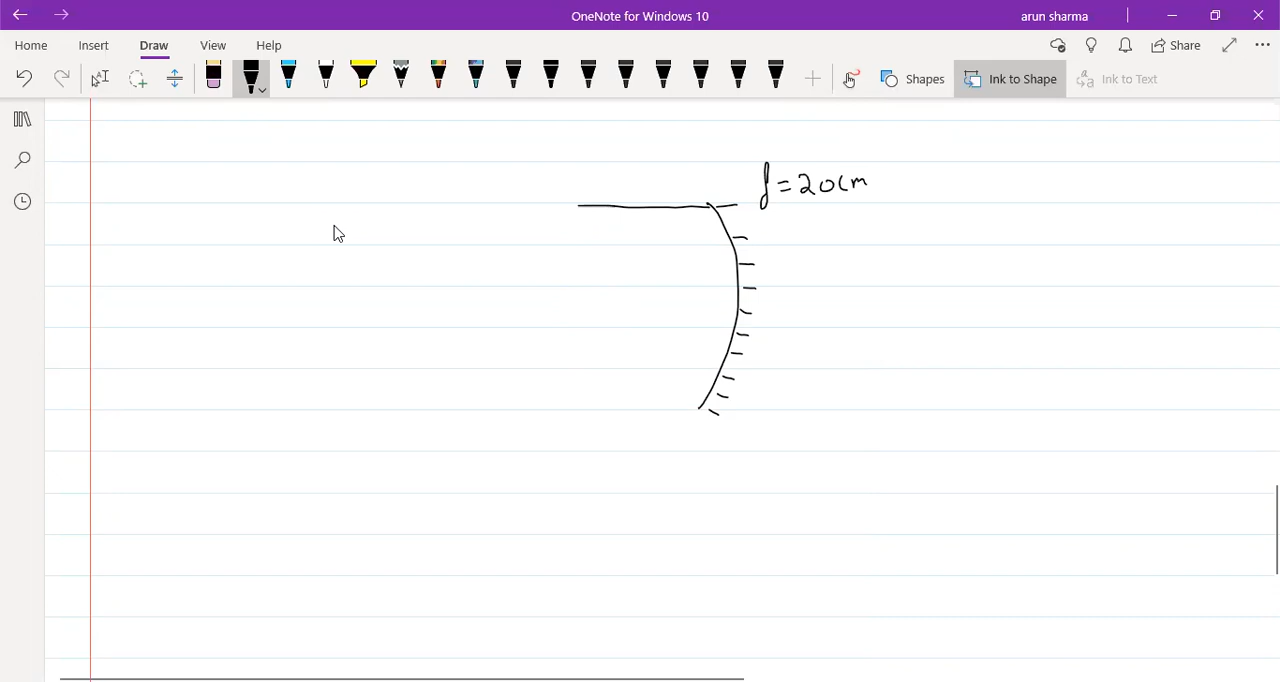 OneNote for Windows 10
arun sharma
Home Insert Draw View Help
Share
Shapes
Ink to Shape
Ink to Text
f = 20cm